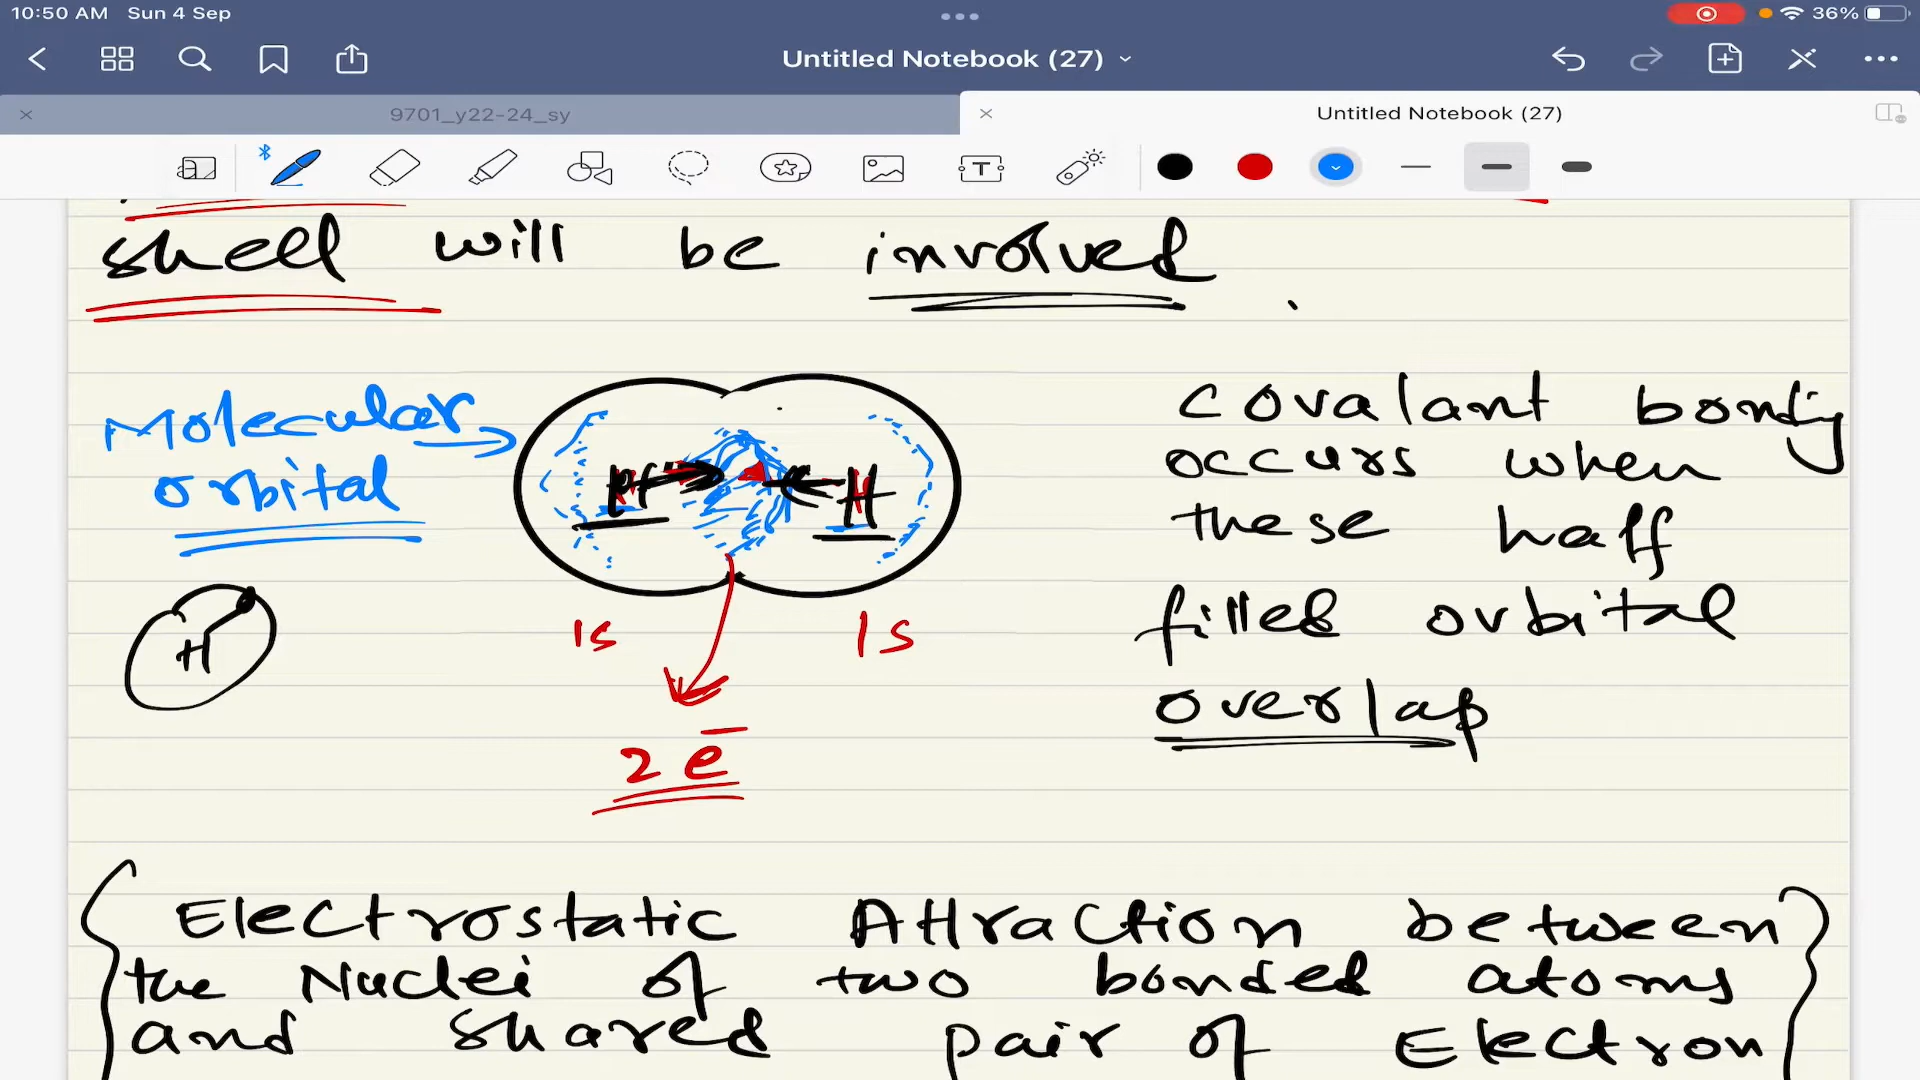 10:50 AM Sun 4 Sep
36%
Untitled Notebook (27)
9701_y22-24_sy
Untitled Notebook (27)
shell will be involved .
Molecular
orbital
H H
H
1s 1s
2 e
covalant bonding
occurs when
these half
filled orbital
overlap
Electrostatic Attraction between
the Nuclei of two bonded atoms
and shared pair of Electron